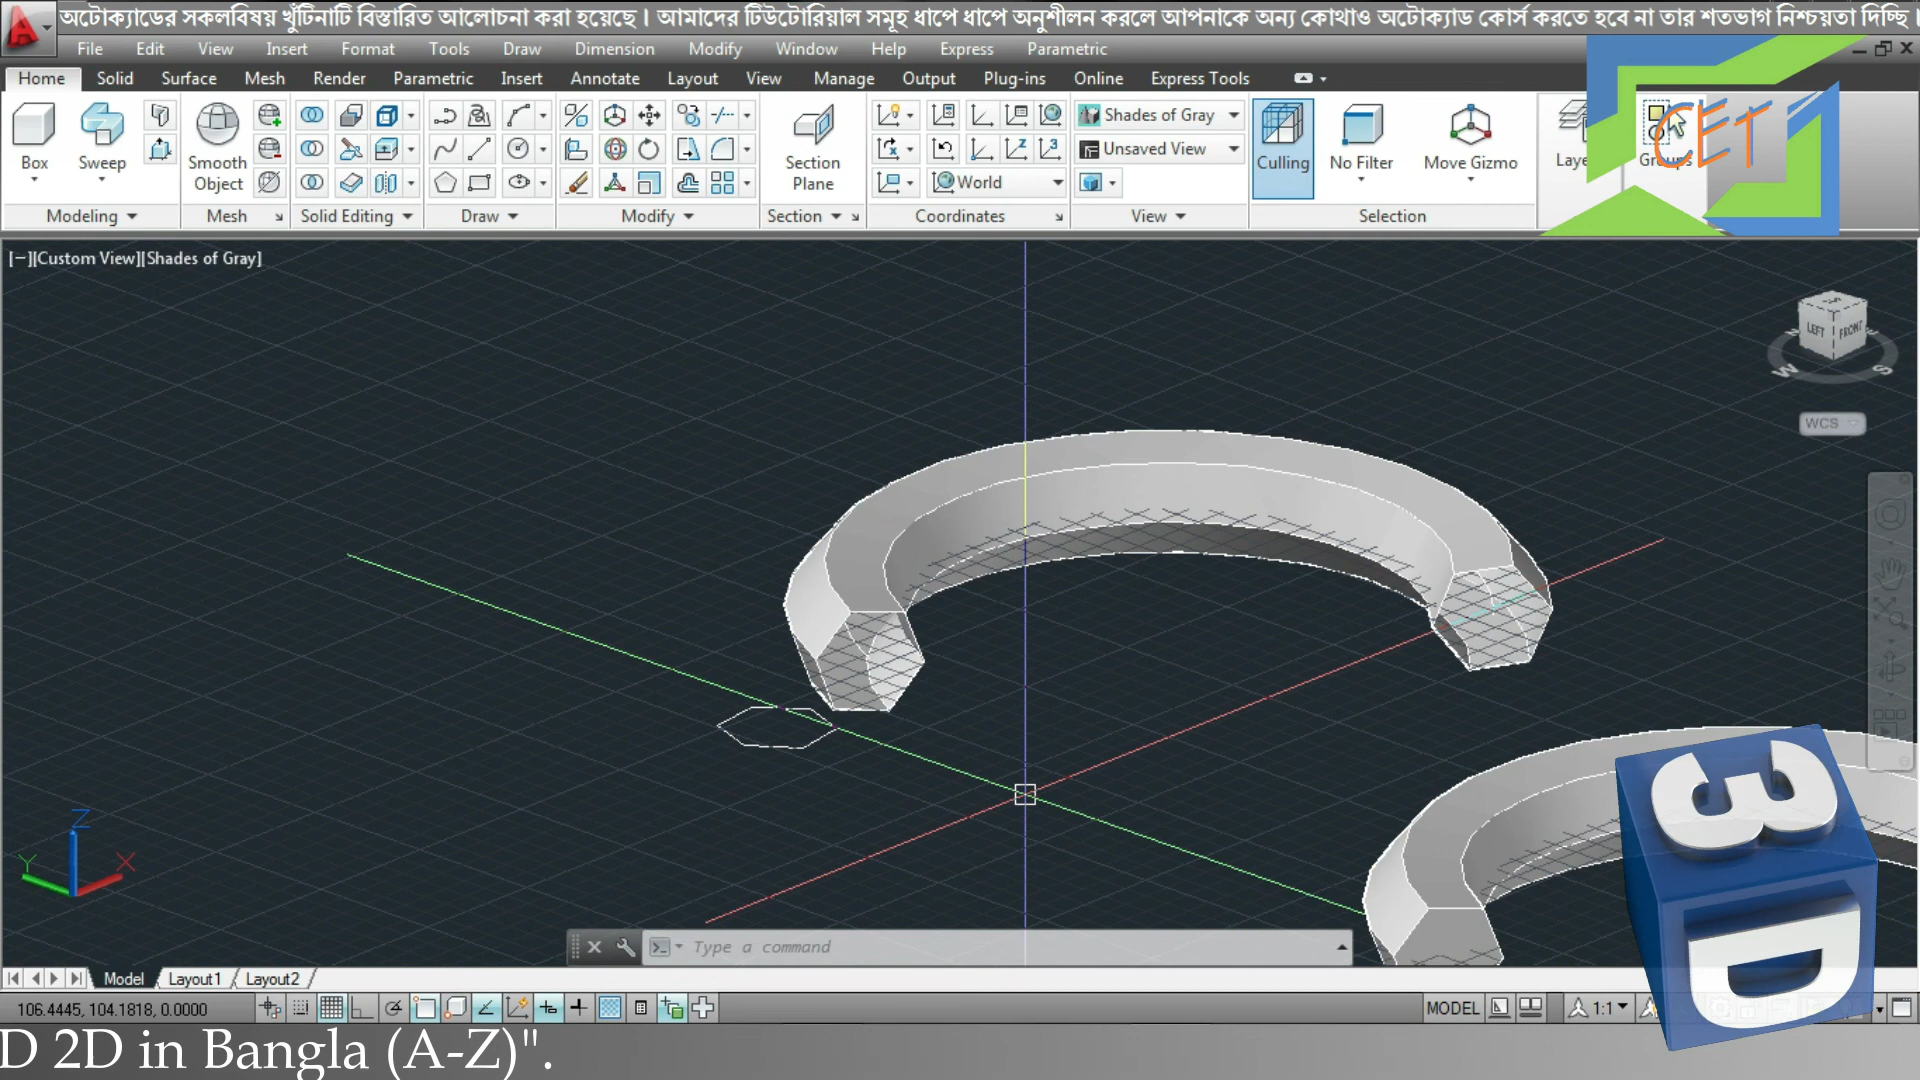 অটোক্যাডের সকলবিষয় খুঁটিনাটি বিস্তারিত আলোচনা করা হয়েছে। আমাদের টিউটোরিয়াল সমূহ ধাপে ধাপে অনুশীলন করলে আপনাকে অন্য কোথাও অটোক্যাড কোর্স করতে হবে না তার শতভাগ নিশ্চয়তা দিচ্ছি।
File Edit View Insert Format Tools Draw Dimension Modify Window Help Express Parametric
Home Solid Surface Mesh Render Parametric Insert Annotate Layout View Manage Output Plug-ins Online Express Tools
CET
Shades of Gray
Unsaved View
World
Box Sweep Smooth Object Section Plane Culling No Filter Move Gizmo
Modeling Mesh Solid Editing Draw Modify Section Coordinates View Selection
[−][Custom View][Shades of Gray]
LEFT FRONT
W S
WCS
Z
Y X
3
D
Type a command
Model Layout1 Layout2
106.4445, 104.1818, 0.0000 MODEL 1:1
D 2D in Bangla (A-Z)".